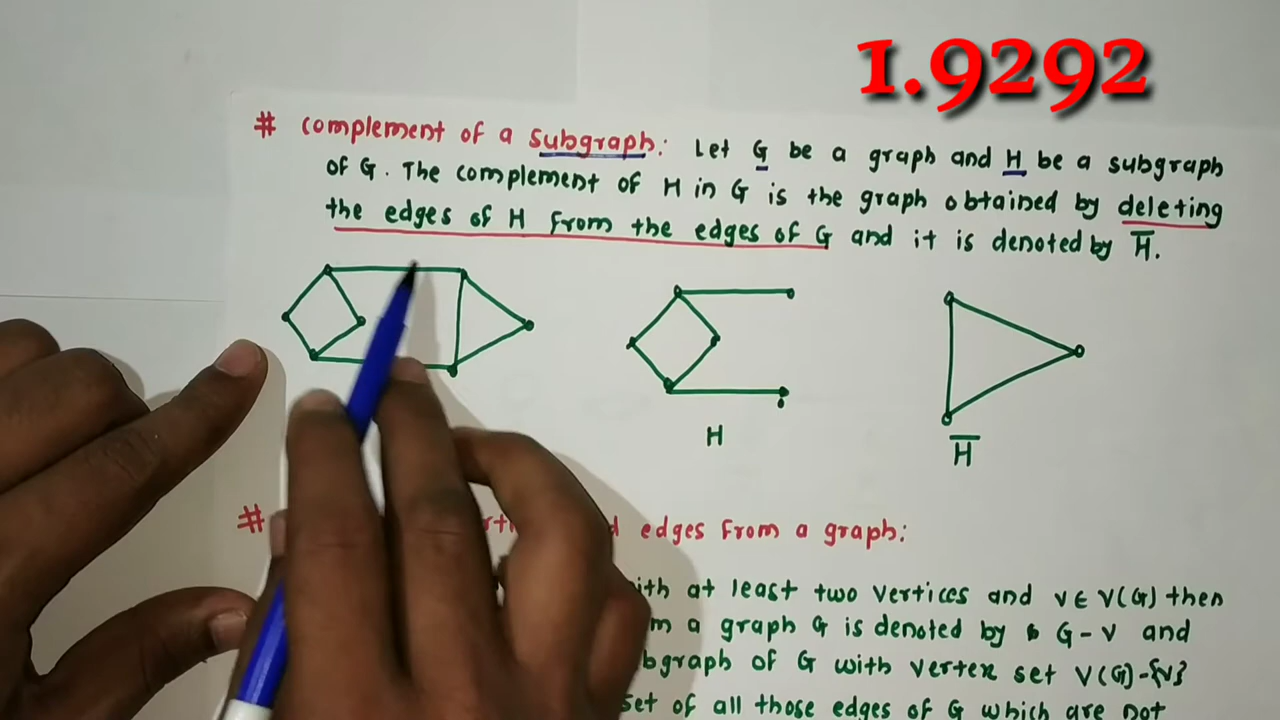 1.9292
# Complement of a subgraph: Let G be a graph and H be a subgraph
of G. The complement of H in G is the graph obtained by deleting
the edges of H from the edges of G and it is denoted by H̅.
H
H̅
# edges from a graph:
with at least two vertices and v ∈ V(G) then
a graph G is denoted by G-v and
of G with vertex set V(G)-{v}
set of all those edges of G which are not